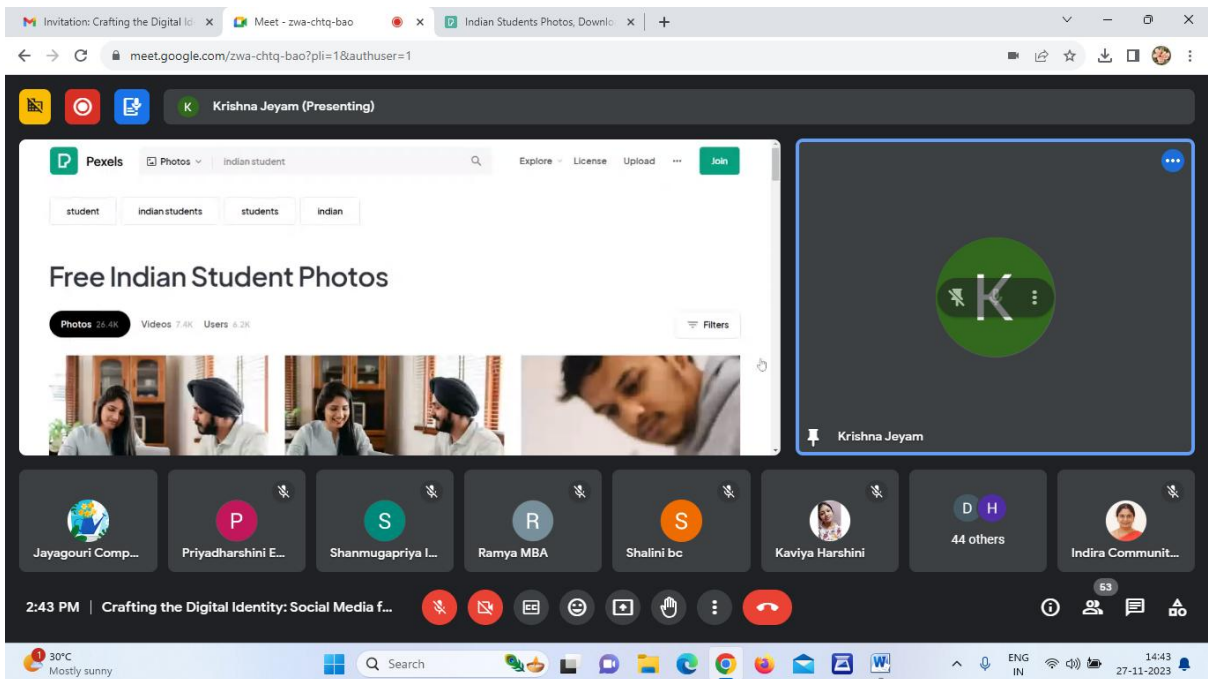 Invitation: Crafting the Digital Id
Meet - zwa-chtq-bao
Indian Students Photos, Downlo
meet.google.com/zwa-chtq-bao?pli=1&authuser=1
K
Krishna Jeyam (Presenting)
Pexels
Photos
indian student
Explore
License
Upload
Join
student
indian students
students
indian
Free Indian Student Photos
Photos 26.4K
Videos 7.4K
Users 6.2K
Filters
K
Krishna Jeyam
Jayagouri Comp...
P
Priyadharshini E...
S
Shanmugapriya I...
R
Ramya MBA
S
Shalini bc
Kaviya Harshini
D H
44 others
Indira Communit...
2:43 PM | Crafting the Digital Identity: Social Media f...
CC
53
1
30°C
Mostly sunny
Search
W
ENG
IN
14:43
27-11-2023